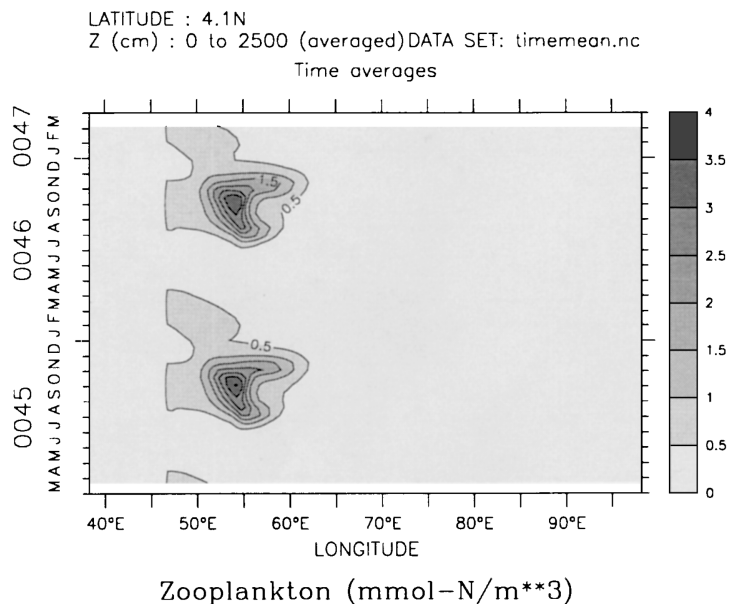 LATITUDE : 4.1N
Z (cm) : 0 to 2500 (averaged) DATA SET: timemean.nc
Time averages
0047
0046
0045
M A M J J A S O N D J F M A M J J A S O N D J F M
1.5
0.5
0.5
4
3.5
3
2.5
2
1.5
1
0.5
0
40°E 50°E 60°E 70°E 80°E 90°E
LONGITUDE
Zooplankton (mmol-N/m**3)